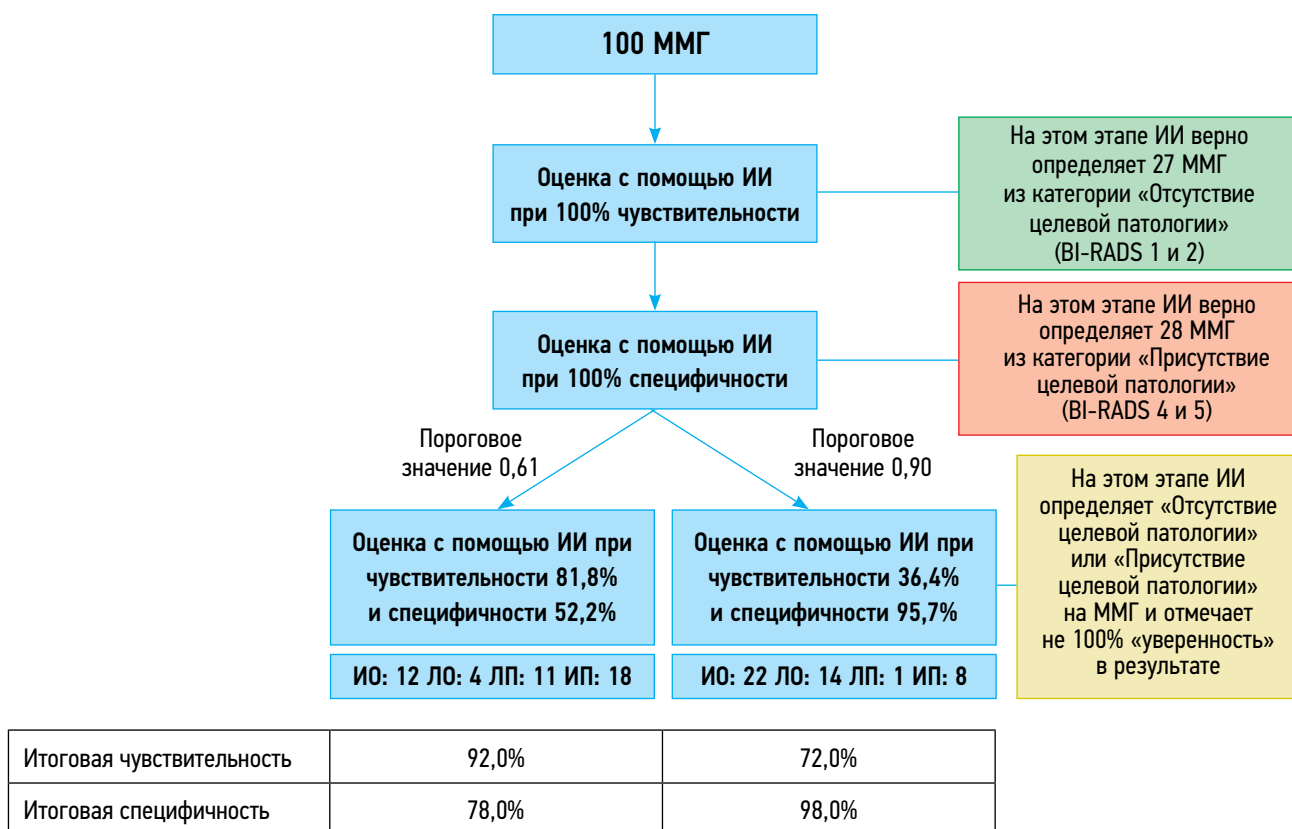 100 ММГ
Оценка с помощью ИИ
при 100% чувствительности
На этом этапе ИИ верно
определяет 27 ММГ
из категории «Отсутствие
целевой патологии»
(BI-RADS 1 и 2)
Оценка с помощью ИИ
при 100% специфичности
На этом этапе ИИ верно
определяет 28 ММГ
из категории «Присутствие
целевой патологии»
(BI-RADS 4 и 5)
Пороговое
значение 0,61
Пороговое
значение 0,90
Оценка с помощью ИИ при
чувствительности 81,8%
и специфичности 52,2%
Оценка с помощью ИИ при
чувствительности 36,4%
и специфичности 95,7%
На этом этапе ИИ
определяет «Отсутствие
целевой патологии»
или «Присутствие
целевой патологии»
на ММГ и отмечает
не 100% «уверенность»
в результате
ИО: 12 ЛО: 4 ЛП: 11 ИП: 18
ИО: 22 ЛО: 14 ЛП: 1 ИП: 8
Итоговая чувствительность 92,0% 72,0%
Итоговая специфичность 78,0% 98,0%